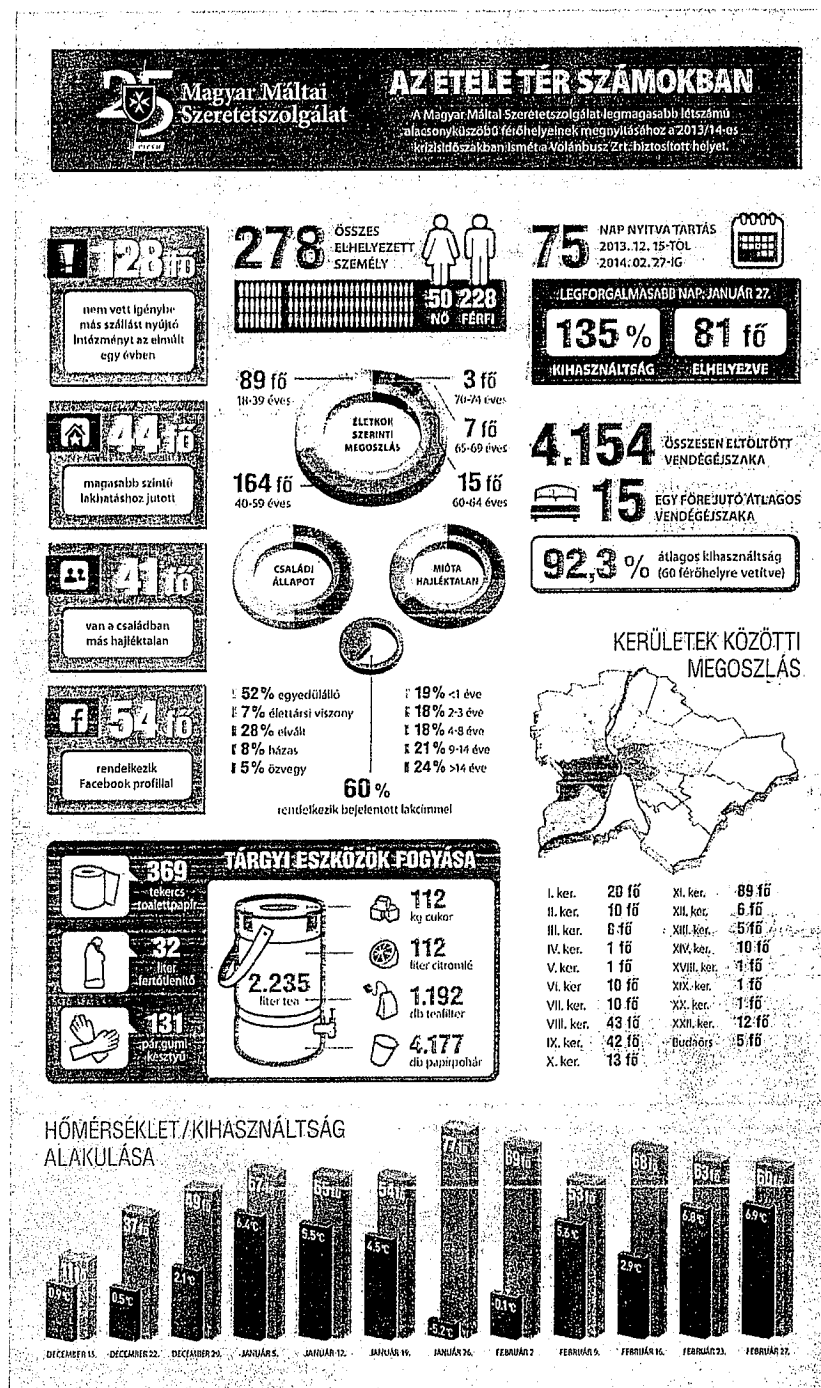 25
Magyar Máltai
Szeretetszolgálat
AZ ETELE TÉR SZÁMOKBAN
A Magyar Máltai Szeretetszolgálat legmagasabb létszámú
alacsonyküszöbű férőhelyeinek megnyitásához a 2013/14-es
krízisidőszakban ismét a Volánbusz Zrt. biztosított helyet.
128 fő
nem vett igénybe
más szállást nyújtó
intézményt az elmúlt
egy évben
44 fő
magasabb szintű
lakhatáshoz jutott
41 fő
van a családban
más hajléktalan
54 fő
rendelkezik
Facebook profillal
278
ÖSSZES
ELHELYEZETT
SZEMÉLY
50 NŐ
228 FÉRFI
75
NAP NYITVA TARTÁS
2013. 12. 15-TŐL
2014. 02. 27-IG
LEGFORGALMASABB NAP: JANUÁR 27.
135 %
KIHASZNÁLTSÁG
81 fő
ELHELYEZVE
ÉLETKOR
SZERINTI
MEGOSZLÁS
89 fő
18-39 éves
3 fő
70-74 éves
7 fő
65-69 éves
15 fő
60-64 éves
164 fő
40-59 éves
4.154
ÖSSZESEN ELTÖLTÖTT
VENDÉGÉJSZAKA
15
EGY FŐRE JUTÓ ÁTLAGOS
VENDÉGÉJSZAKA
92,3 %
átlagos kihasználtság
(60 férőhelyre vetítve)
CSALÁDI
ÁLLAPOT
MIÓTA
HAJLÉKTALAN
52% egyedülálló
7% élettársi viszony
28% elvált
8% házas
5% özvegy
19% <1 éve
18% 2-3 éve
18% 4-8 éve
21% 9-14 éve
24% >14 éve
60 %
rendelkezik bejelentett lakcímmel
KERÜLETEK KÖZÖTTI
MEGOSZLÁS
I. ker. 20 fő
II. ker. 10 fő
III. ker. 6 fő
IV. ker. 1 fő
V. ker. 1 fő
VI. ker 10 fő
VII. ker. 10 fő
VIII. ker. 43 fő
IX. ker. 42 fő
X. ker. 13 fő
XI. ker. 89 fő
XII. ker. 6 fő
XIII. ker. 5 fő
XIV. ker. 10 fő
XVIII. ker. 1 fő
XIX. ker. 1 fő
XX. ker. 1 fő
XXII. ker. 12 fő
Budaörs 5 fő
TÁRGYI ESZKÖZÖK FOGYÁSA
369
tekercs
toalettpapír
32
liter
fertőtlenítő
131
pár gumi
kesztyű
2.235
liter tea
112
kg cukor
112
liter citromlé
1.192
db teafilter
4.177
db papírpohár
HŐMÉRSÉKLET/KIHASZNÁLTSÁG
ALAKULÁSA
11 fő
37 fő
49 fő
67 fő
65 fő
54 fő
77 fő
69 fő
53 fő
68 fő
63 fő
60 fő
0.9°C
0.5°C
2.1°C
6.4°C
5.5°C
4.5°C
-0.1°C
5.6°C
2.9°C
6.8°C
6.9°C
DECEMBER 15.
DECEMBER 22.
DECEMBER 29.
JANUÁR 5.
JANUÁR 12.
JANUÁR 19.
JANUÁR 26.
FEBRUÁR 2.
FEBRUÁR 9.
FEBRUÁR 16.
FEBRUÁR 23.
FEBRUÁR 27.